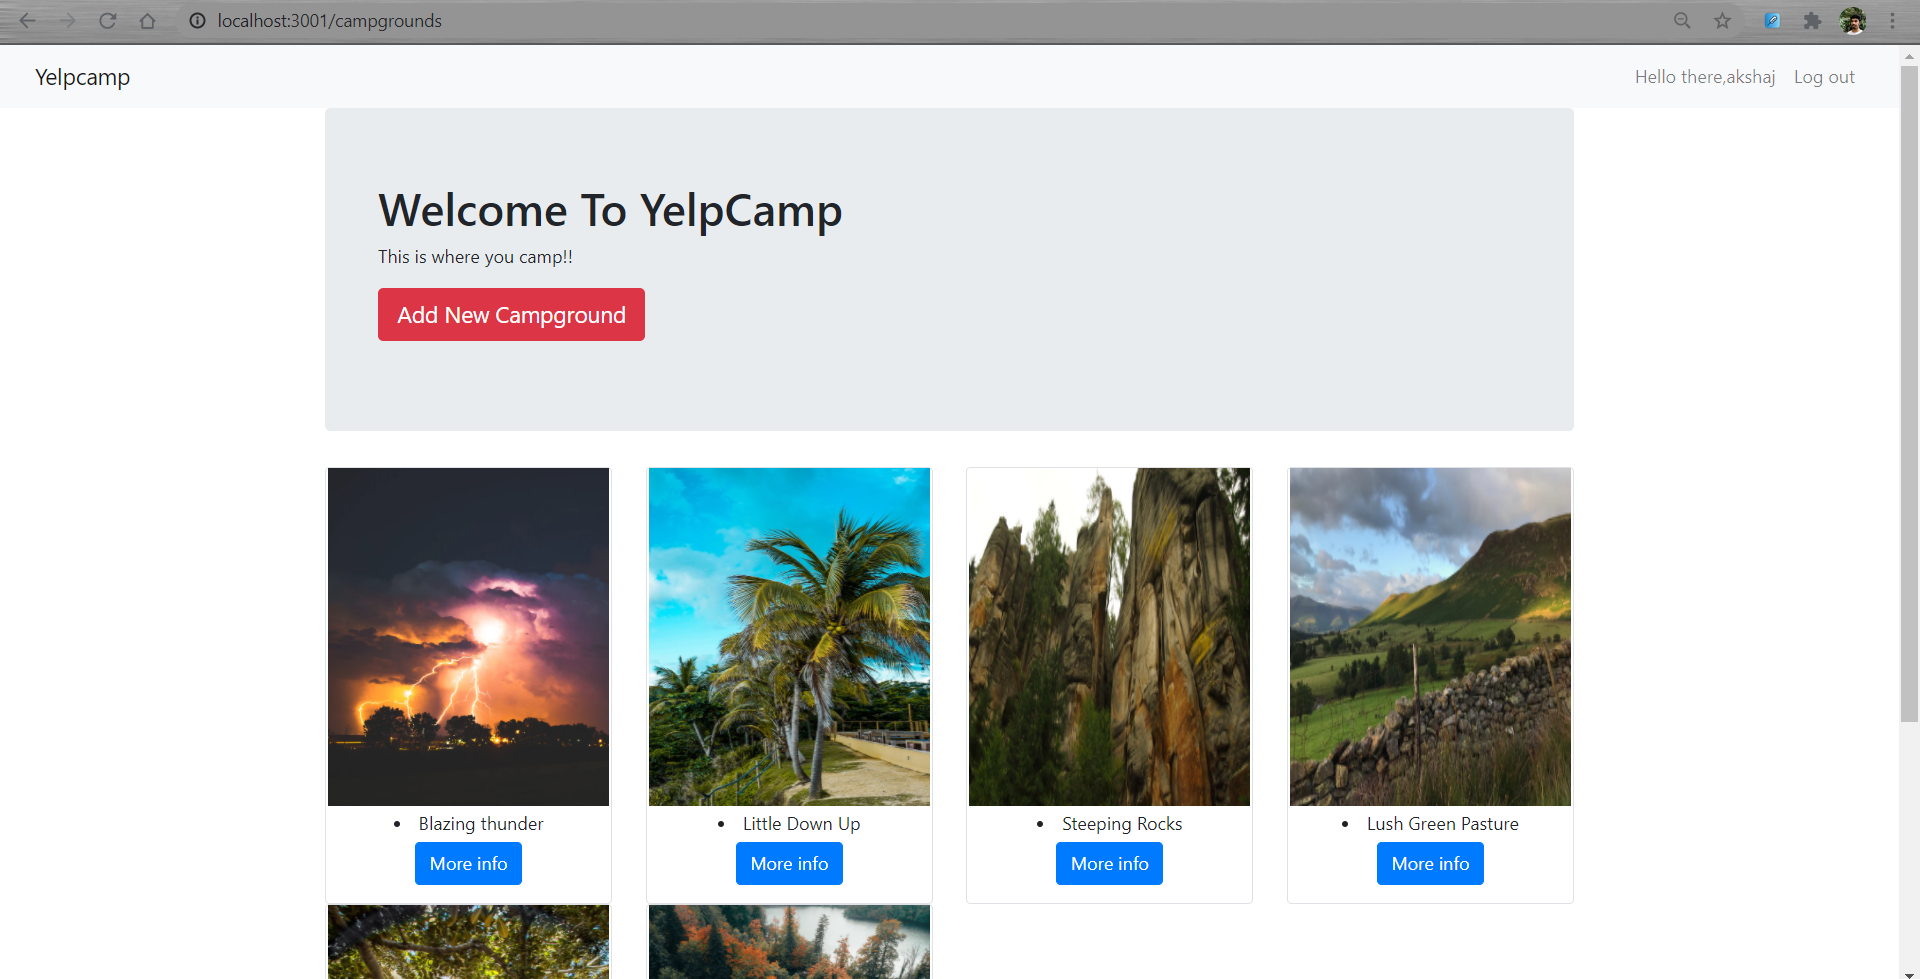 localhost:3001/campgrounds
Yelpcamp
Hello there,akshaj Log out
Welcome To YelpCamp
This is where you camp!!
Add New Campground
• Blazing thunder
More info
• Little Down Up
More info
• Steeping Rocks
More info
• Lush Green Pasture
More info